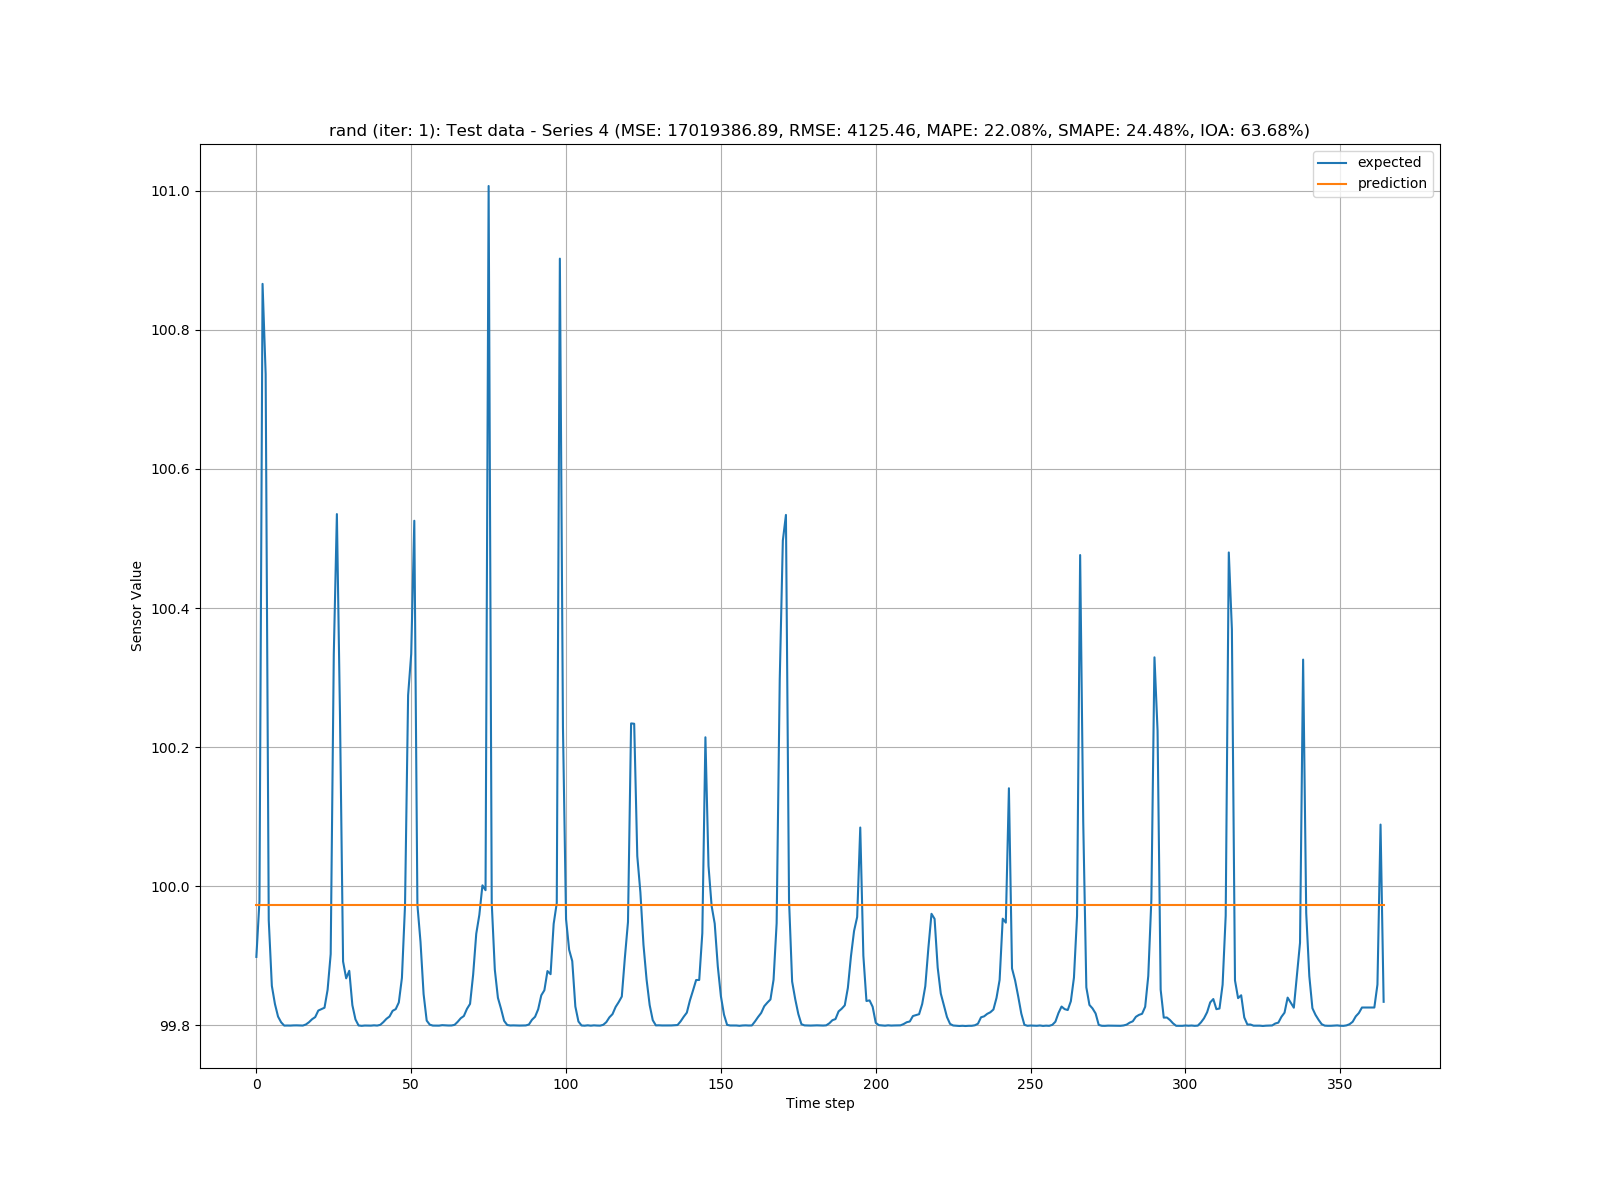 rand (iter: 1): Test data - Series 4 (MSE: 17019386.89, RMSE: 4125.46, MAPE: 22.08%, SMAPE: 24.48%, IOA: 63.68%)
expected
prediction
101.0
100.8
100.6
100.4
100.2
100.0
99.8
Sensor Value
0 50 100 150 200 250 300 350
Time step